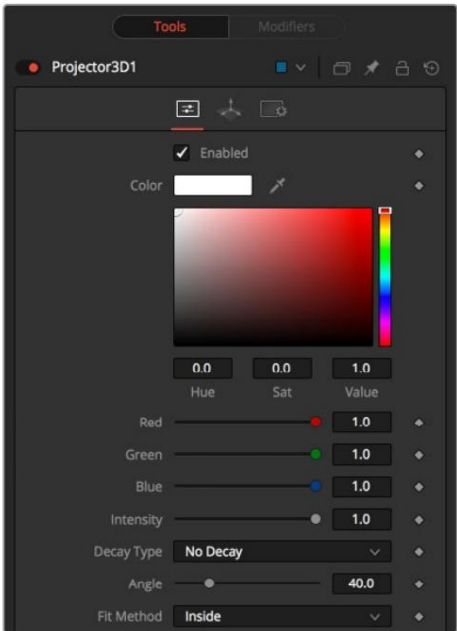 Tools Modifiers
Projector3D1
Enabled
Color
0.0 0.0 1.0
Hue Sat Value
Red 1.0
Green 1.0
Blue 1.0
Intensity 1.0
Decay Type No Decay
Angle 40.0
Fit Method Inside